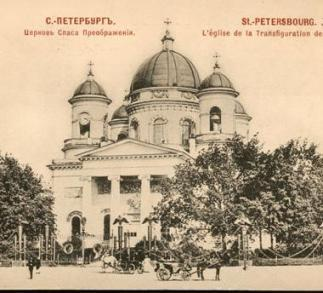 С.-ПЕТЕРБУРГЪ.
Церковь Спаса Преображенія.
St.-PETERSBOURG.
L'église de la Transfiguration de